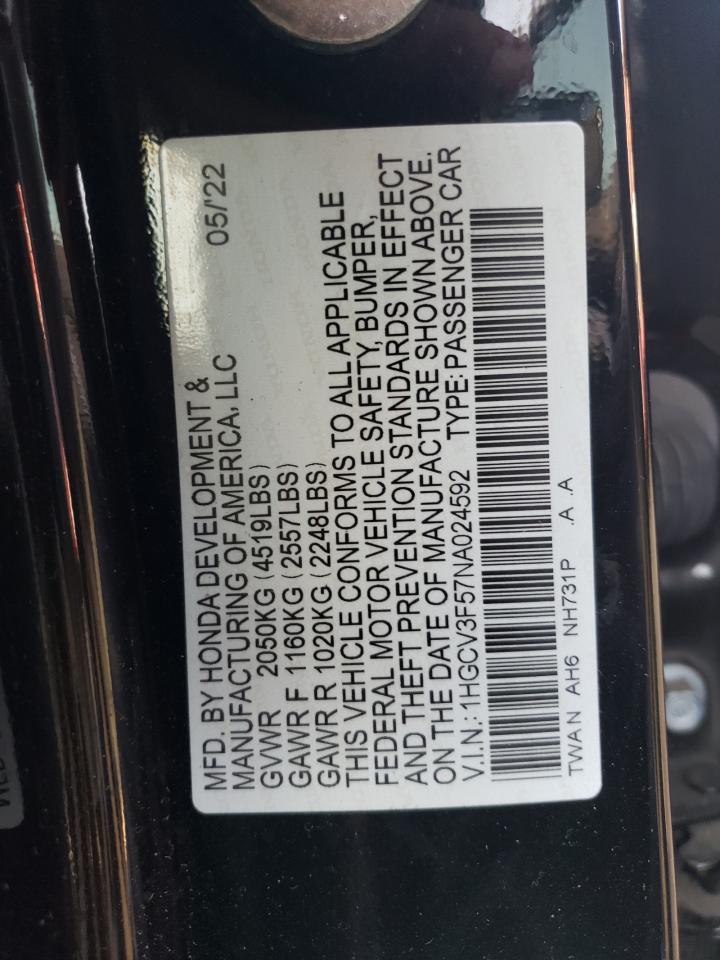 MFD. BY HONDA DEVELOPMENT & 05/'22
MANUFACTURING OF AMERICA, LLC
GVWR 2050KG (4519LBS)
GAWR F 1160KG (2557LBS)
GAWR R 1020KG (2248LBS)
THIS VEHICLE CONFORMS TO ALL APPLICABLE
FEDERAL MOTOR VEHICLE SAFETY, BUMPER,
AND THEFT PREVENTION STANDARDS IN EFFECT
ON THE DATE OF MANUFACTURE SHOWN ABOVE.
V.I.N.: 1HGCV3F57NA024592 TYPE: PASSENGER CAR
TWAN AH6 NH731P .A .A